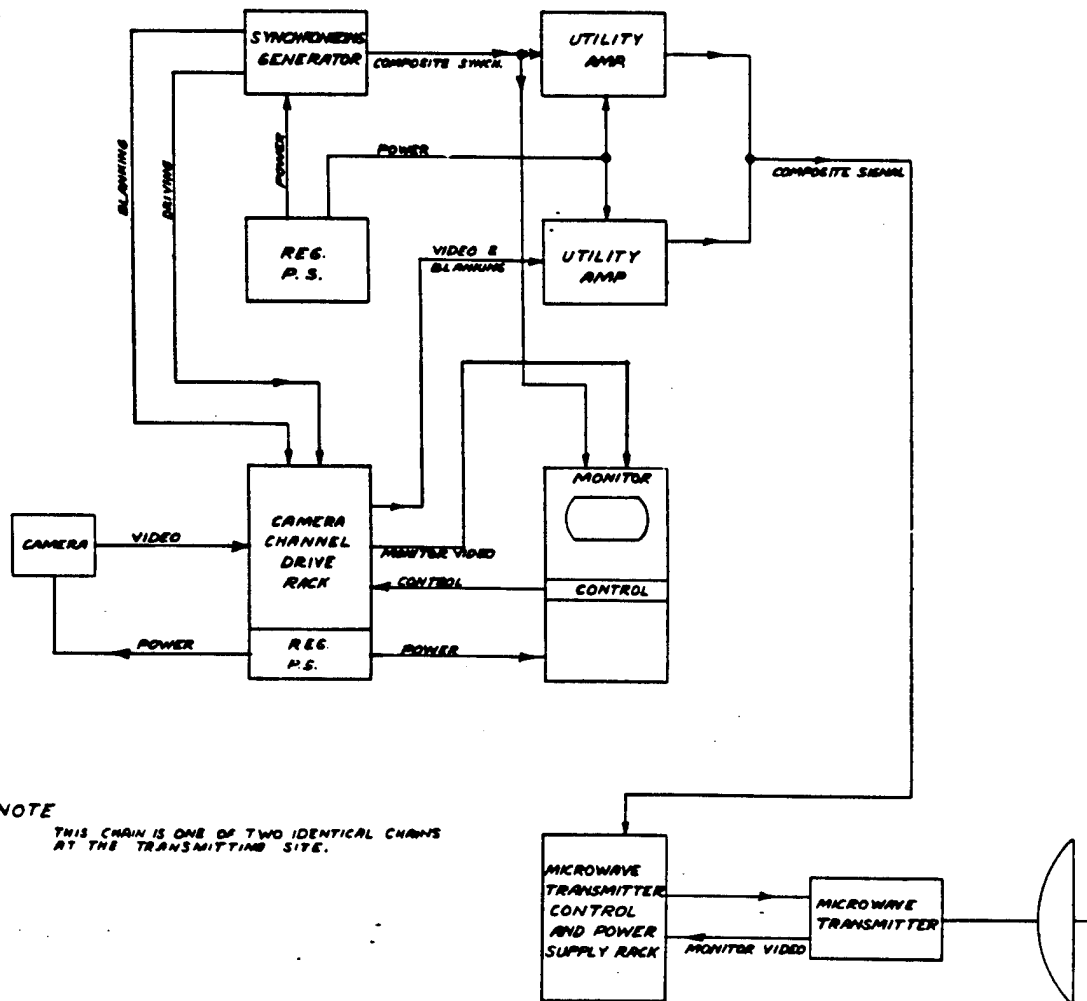 SYNCHRONIZING
GENERATOR
COMPOSITE SYNCH.
UTILITY
AMP.
BLANKING
DRIVING
POWER
POWER
COMPOSITE SIGNAL
REG.
P.S.
VIDEO &
BLANKING
UTILITY
AMP
MONITOR
CAMERA
VIDEO
CAMERA
CHANNEL
DRIVE
RACK
MONITOR VIDEO
CONTROL
CONTROL
POWER
REG.
P.S.
POWER
NOTE
THIS CHAIN IS ONE OF TWO IDENTICAL CHAINS
AT THE TRANSMITTING SITE.
MICROWAVE
TRANSMITTER
CONTROL
AND POWER
SUPPLY RACK
MONITOR VIDEO
MICROWAVE
TRANSMITTER